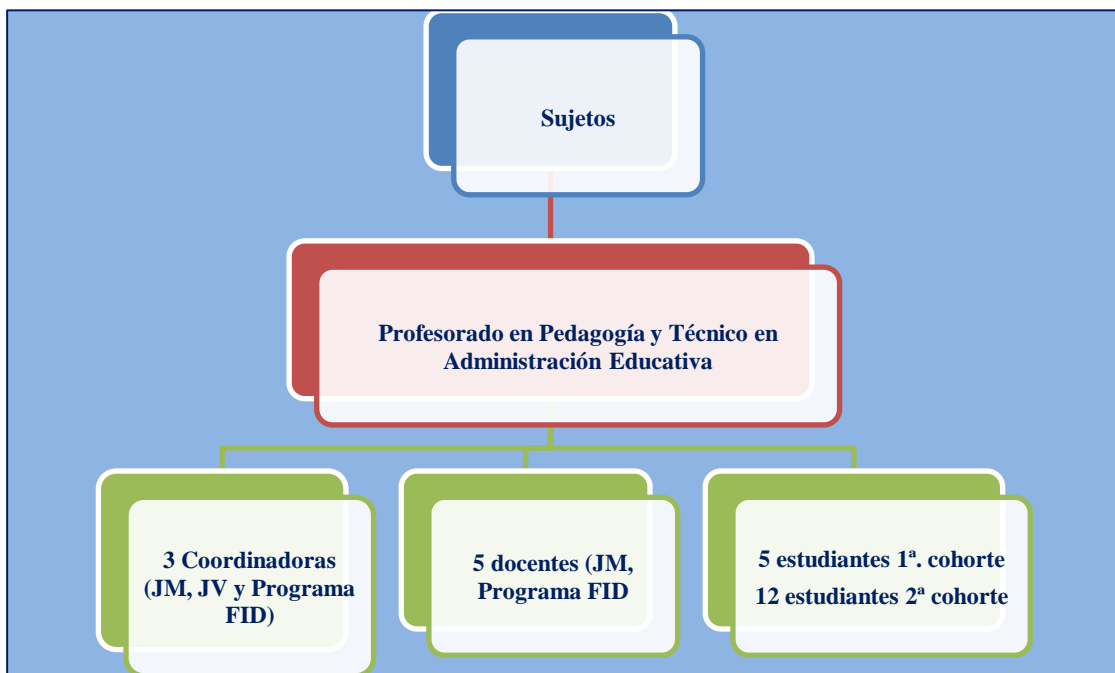 Sujetos
Profesorado en Pedagogía y Técnico en
Administración Educativa
3 Coordinadoras
(JM, JV y Programa
FID)
5 docentes (JM,
Programa FID
5 estudiantes 1ª. cohorte
12 estudiantes 2ª cohorte